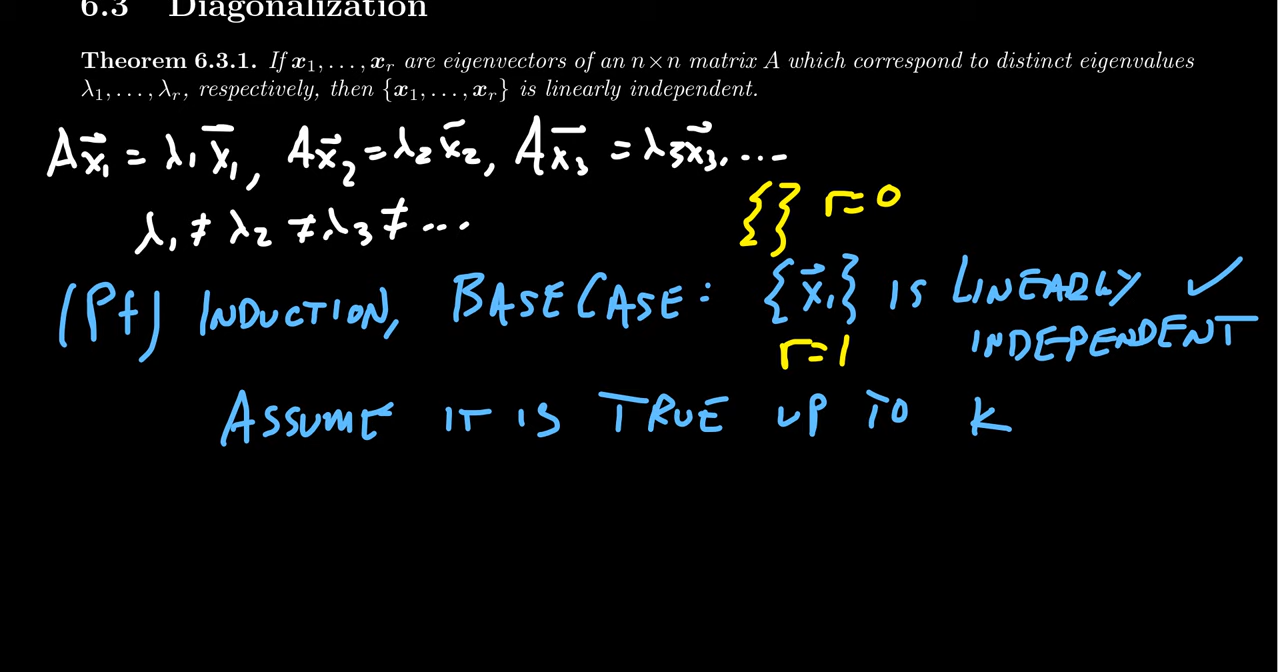 6.3 Diagonalization
Theorem 6.3.1. If x₁, . . . , xᵣ are eigenvectors of an n × n matrix A which correspond to distinct eigenvalues
λ₁, . . . , λᵣ, respectively, then {x₁, . . . , xᵣ} is linearly independent.
Ax⃗₁ = λ₁x̄₁, Ax⃗₂ = λ₂x̄₂, Ax̄₃ = λ₃x⃗₃, ...
λ₁ ≠ λ₂ ≠ λ₃ ≠ ...
{} r=0
(Pf) INDUCTION, BASE CASE: {x⃗₁} IS LINEARLY ✓
INDEPENDENT
r=1
ASSUME IT IS TRUE UP TO K